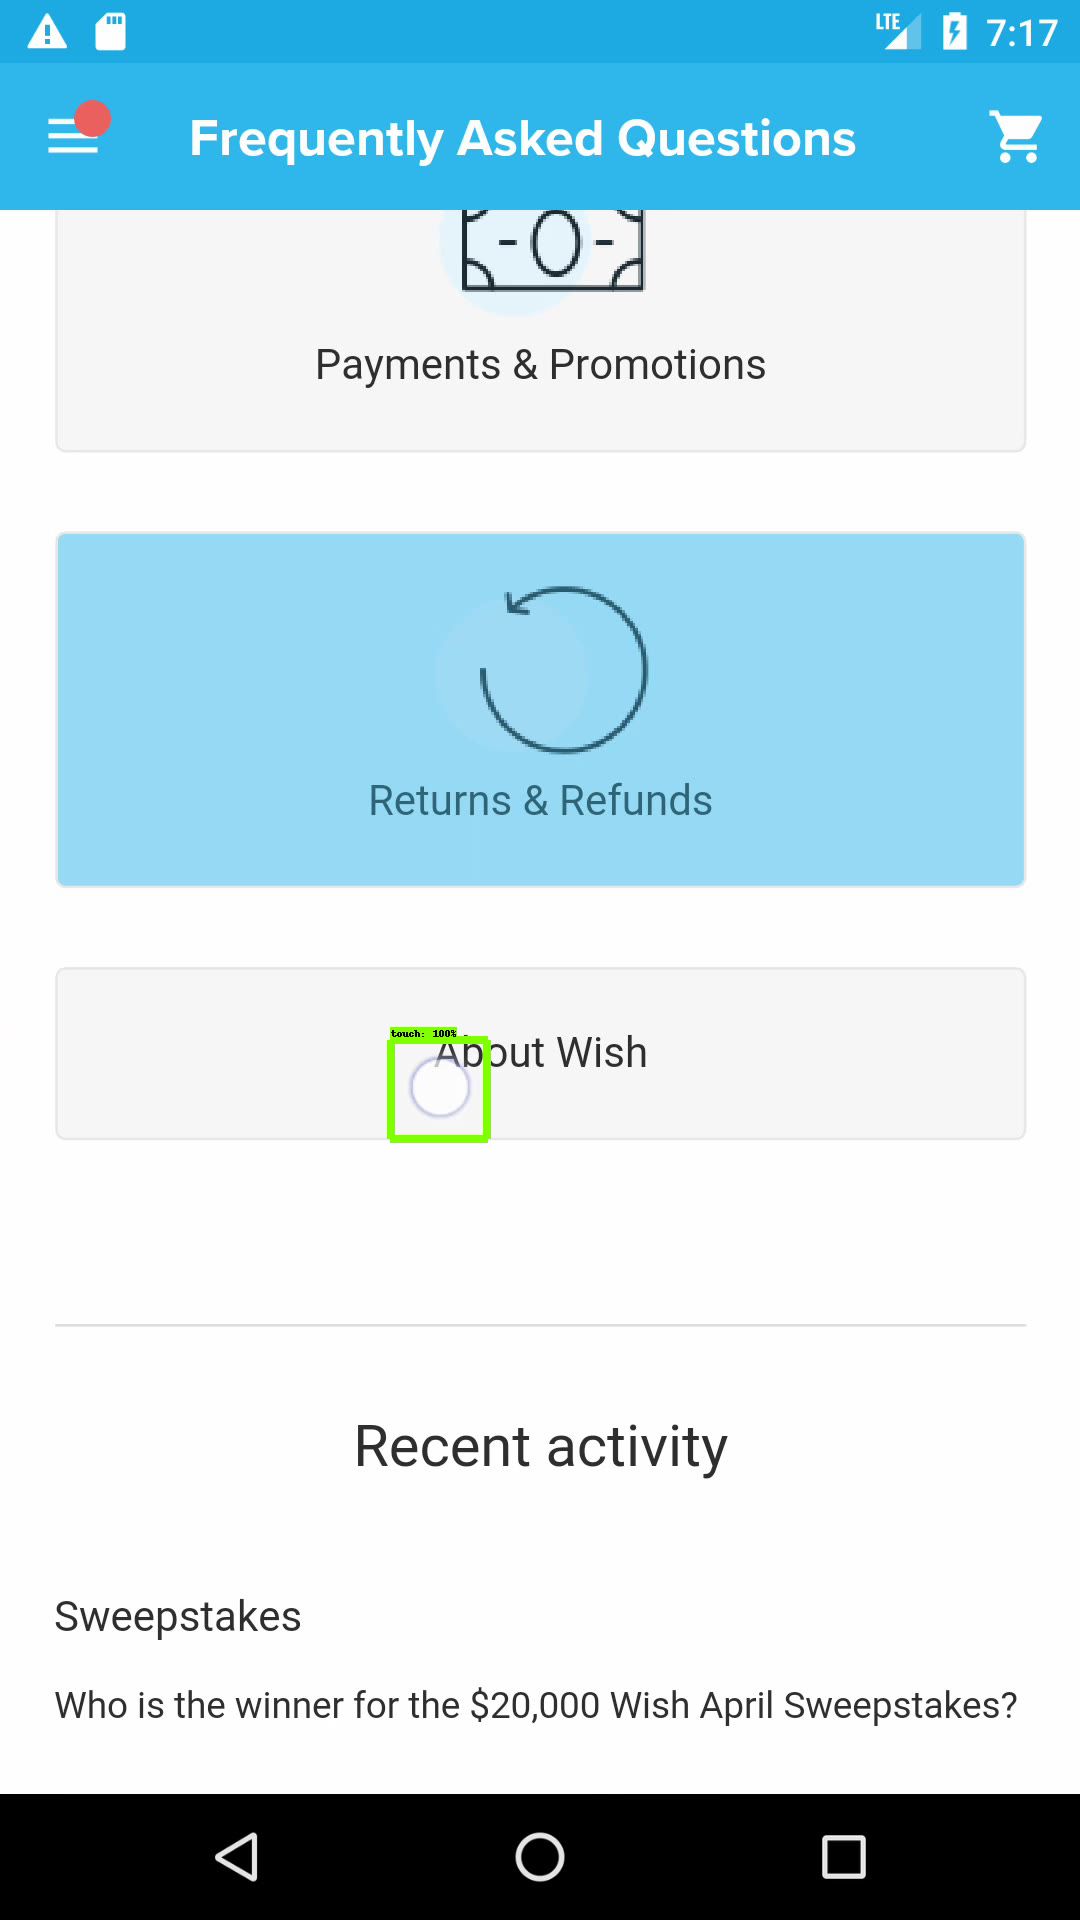 LTE 7:17
Frequently Asked Questions
Payments & Promotions
Returns & Refunds
touch: 100%
About Wish
Recent activity
Sweepstakes
Who is the winner for the $20,000 Wish April Sweepstakes?